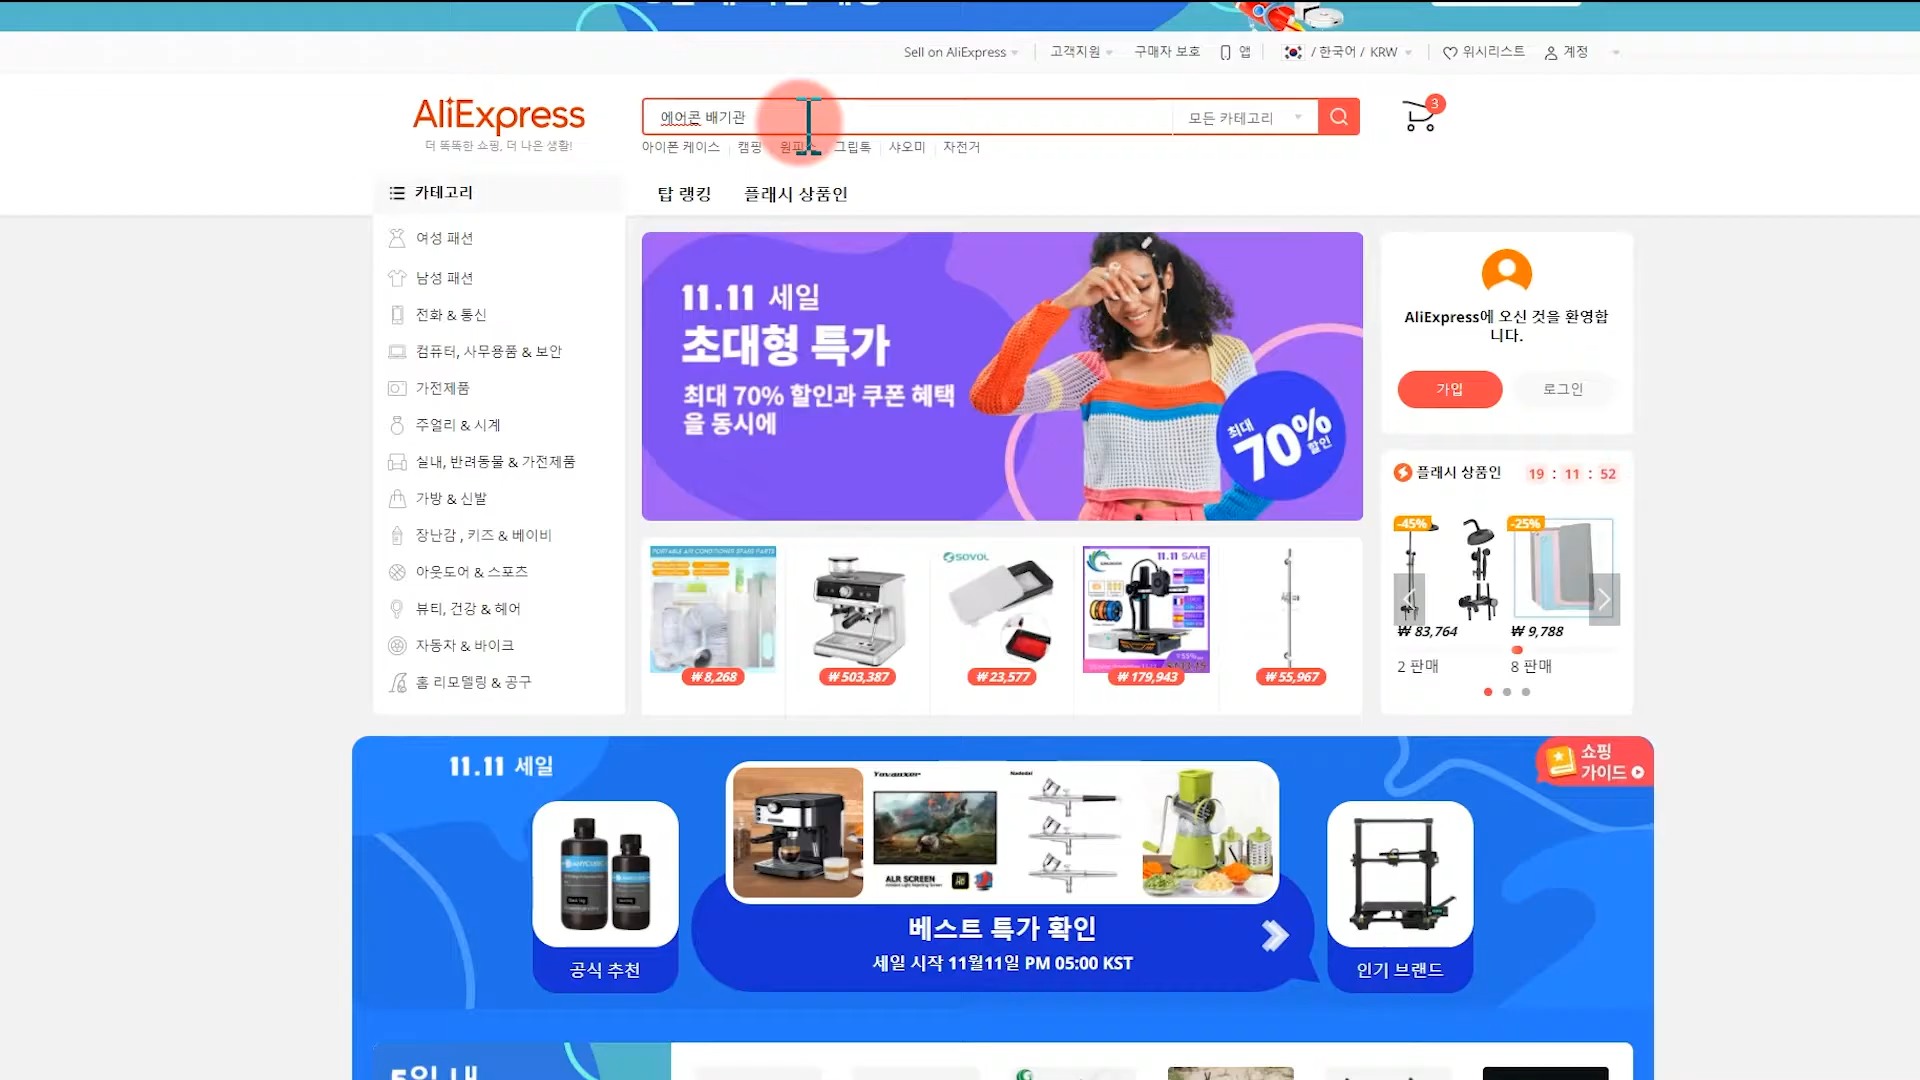 Sell on AliExpress
고객지원
구매자 보호
앱
/ 한국어 / KRW
위시리스트
계정
AliExpress
더 똑똑한 쇼핑, 더 나은 생활!
에어콘 배기관
모든 카테고리
3
아이폰 케이스
캠핑
원피스
그립톡
샤오미
자전거
카테고리
탑 랭킹
플래시 상품인
여성 패션
남성 패션
전화 & 통신
컴퓨터, 사무용품 & 보안
가전제품
주얼리 & 시계
실내, 반려동물 & 가전제품
가방 & 신발
장난감 , 키즈 & 베이비
아웃도어 & 스포츠
뷰티, 건강 & 헤어
자동차 & 바이크
홈 리모델링 & 공구
11.11 세일
초대형 특가
최대 70% 할인과 쿠폰 혜택
을 동시에
최대
70%
할인
AliExpress에 오신 것을 환영합
니다.
가입
로그인
플래시 상품인
19 : 11 : 52
-45%
-25%
₩ 83,764
₩ 9,788
2 판매
8 판매
PORTABLE AIR CONDITIONER SPARE PARTS
₩ 8,268
₩ 503,387
SOVOL
₩ 23,577
11.11 SALE
₩ 179,943
₩ 55,967
11.11 세일
쇼핑
가이드
Yovanxer
ALR SCREEN
베스트 특가 확인
세일 시작 11월11일 PM 05:00 KST
ANYCUBIC
공식 추천
인기 브랜드
5일 내